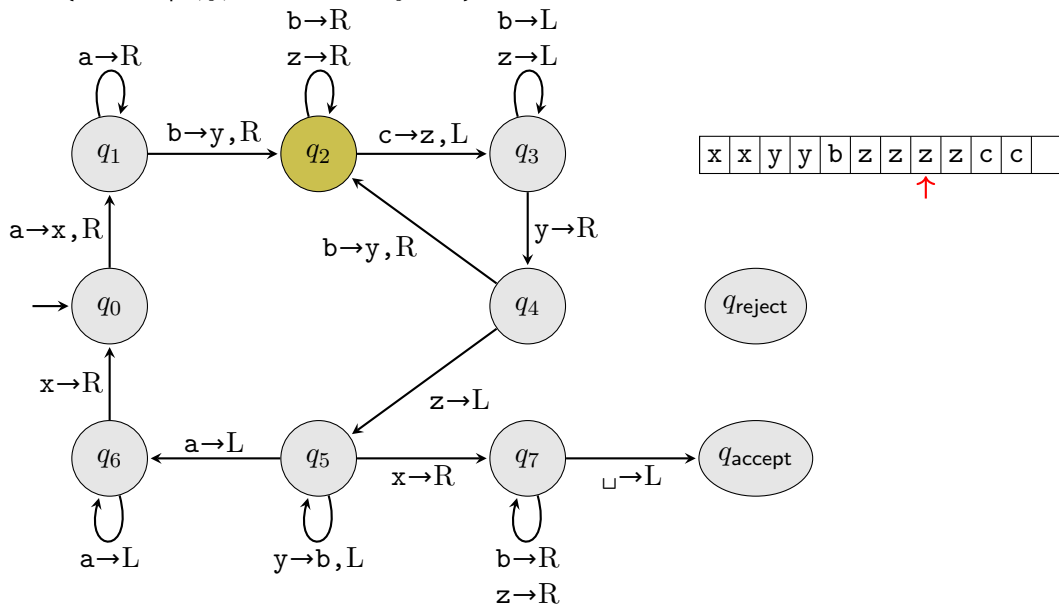 b→R
z→R
b→L
z→L
a→R
q1
b→y,R
q2
c→z,L
q3
x x y y b z z z z c c
↑
a→x,R
b→y,R
y→R
q0
q4
qreject
x→R
z→L
q6
a→L
q5
x→R
q7
␣→L
qaccept
a→L
y→b,L
b→R
z→R